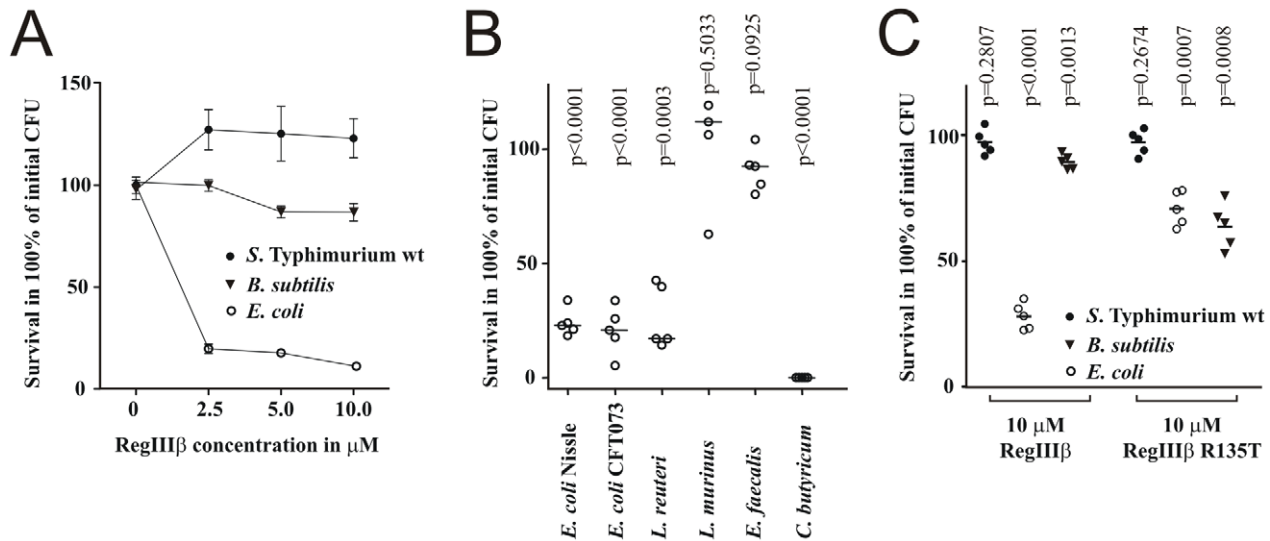 A
Survival in 100% of initial CFU
150
100
50
0
S. Typhimurium wt
B. subtilis
E. coli
0 2.5 5.0 10.0
RegIIIβ concentration in μM
B
Survival in 100% of initial CFU
100
50
0
p<0.0001
p<0.0001
p=0.0003
p=0.5033
p=0.0925
p<0.0001
E. coli Nissle
E. coli CFT073
L. reuteri
L. murinus
E. faecalis
C. butyricum
C
Survival in 100% of initial CFU
100
50
0
p=0.2807
p<0.0001
p=0.0013
p=0.2674
p=0.0007
p=0.0008
S. Typhimurium wt
B. subtilis
E. coli
10 μM
RegIIIβ
10 μM
RegIIIβ R135T